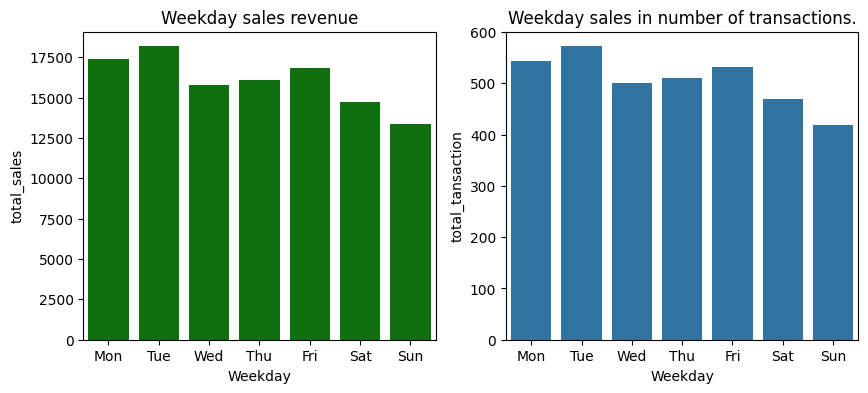 Weekday sales revenue
total_sales
17500
15000
12500
10000
7500
5000
2500
0
Mon Tue Wed Thu Fri Sat Sun
Weekday
Weekday sales in number of transactions.
total_tansaction
600
500
400
300
200
100
0
Mon Tue Wed Thu Fri Sat Sun
Weekday